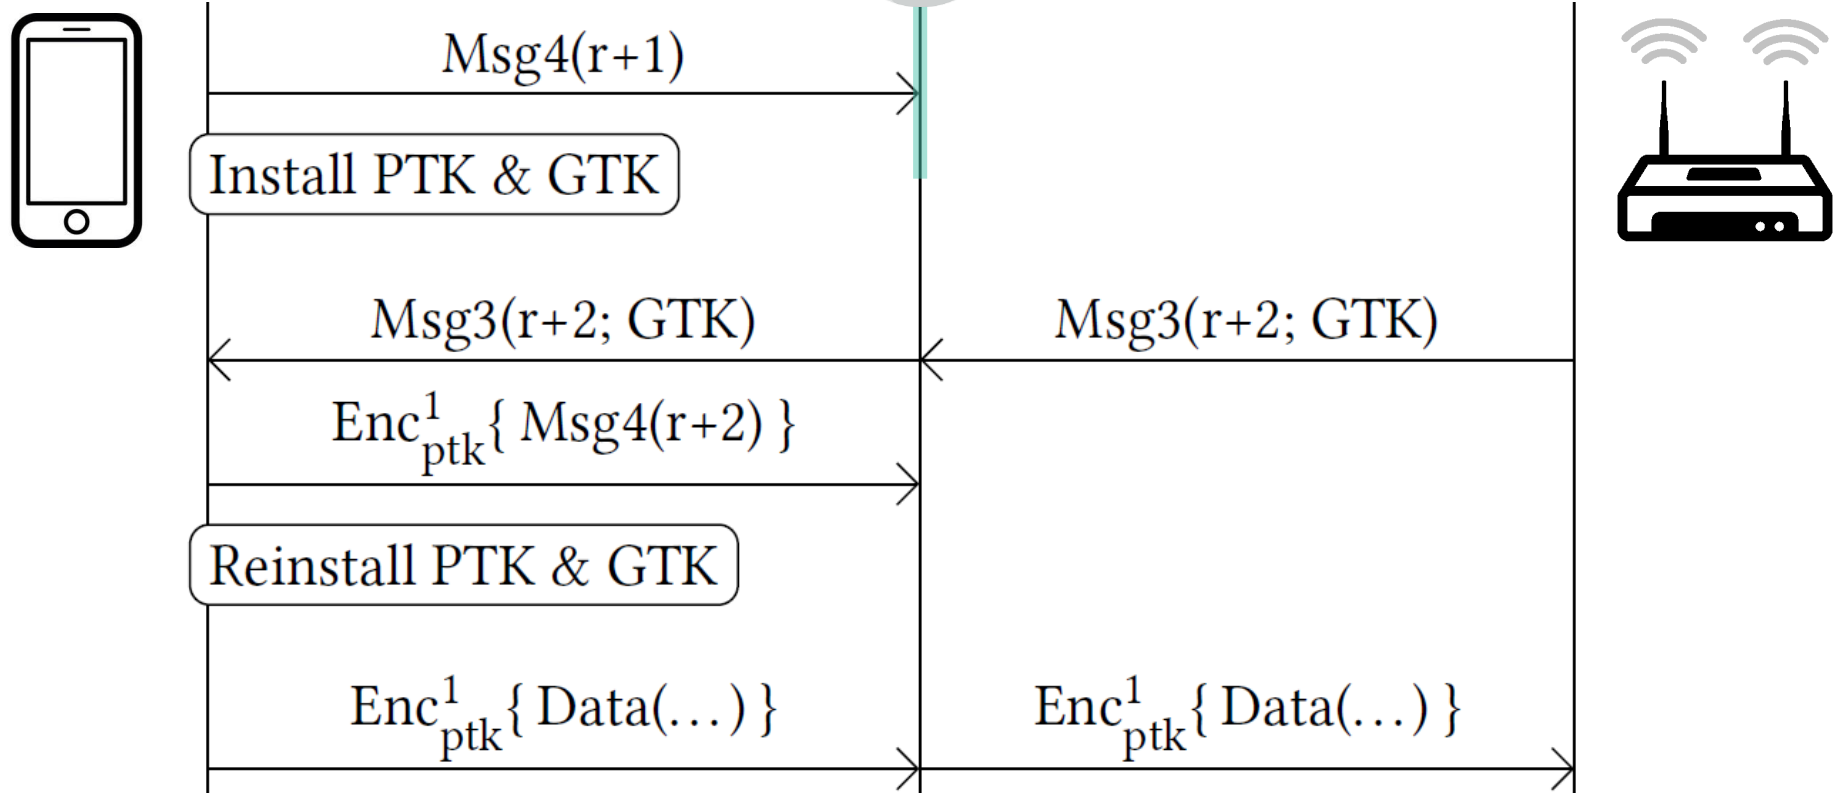 Msg4(r+1)
Install PTK & GTK
Msg3(r+2; GTK) Msg3(r+2; GTK)
Enc¹ptk{ Msg4(r+2) }
Reinstall PTK & GTK
Enc¹ptk{ Data(…) } Enc¹ptk{ Data(…) }